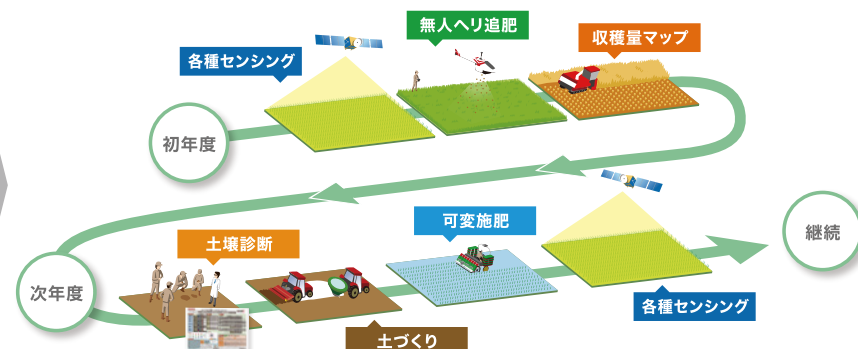 無人ヘリ追肥
収穫量マップ
各種センシング
初年度
継続
可変施肥
土壌診断
次年度
各種センシング
土づくり